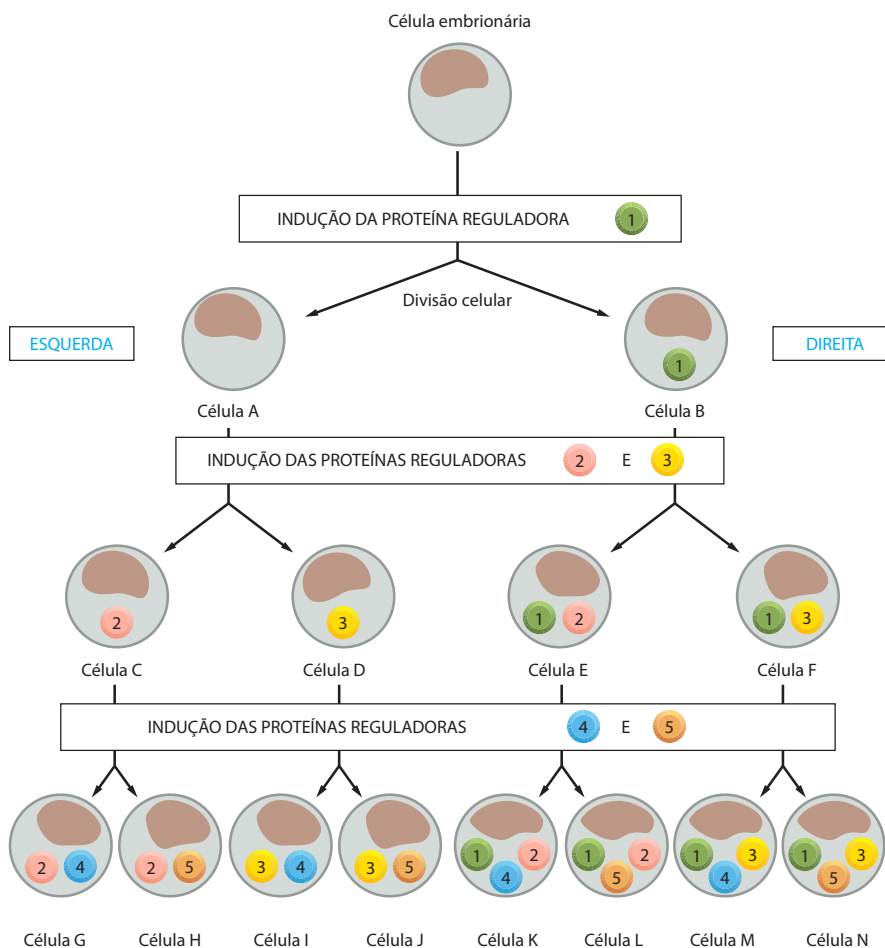 Célula embrionária
INDUÇÃO DA PROTEÍNA REGULADORA 1
Divisão celular
ESQUERDA
DIREITA
1
Célula A
Célula B
INDUÇÃO DAS PROTEÍNAS REGULADORAS 2 E 3
2
3
1 2
1 3
Célula C
Célula D
Célula E
Célula F
INDUÇÃO DAS PROTEÍNAS REGULADORAS 4 E 5
2 4
2 5
3 4
3 5
1 2
4
1 2
5
1 3
4
1 3
5
Célula G
Célula H
Célula I
Célula J
Célula K
Célula L
Célula M
Célula N